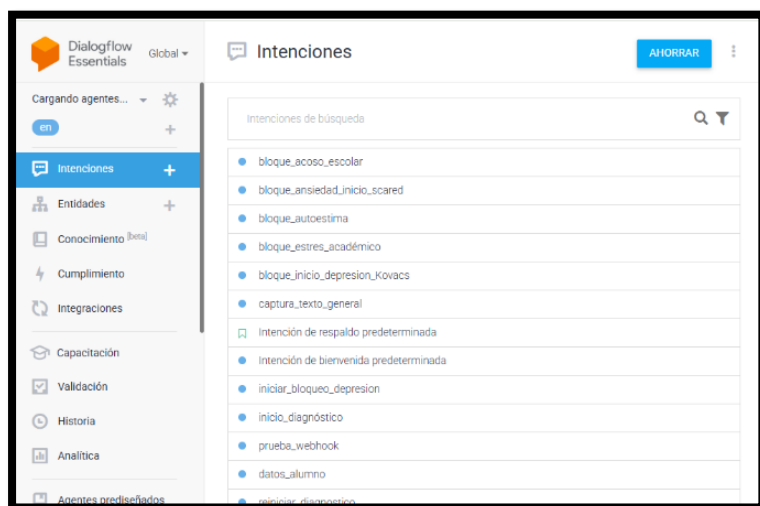 Dialogflow
Essentials
Global
Intenciones
AHORRAR
Cargando agentes...
en
Intenciones de búsqueda
Intenciones
Entidades
Conocimiento [beta]
Cumplimiento
Integraciones
Capacitación
Validación
Historia
Analítica
Agentes prediseñados
bloque_acoso_escolar
bloque_ansiedad_inicio_scared
bloque_autoestima
bloque_estres_académico
bloque_inicio_depresion_Kovacs
captura_texto_general
Intención de respaldo predeterminada
Intención de bienvenida predeterminada
iniciar_bloqueo_depresion
inicio_diagnóstico
prueba_webhook
datos_alumno
reiniciar_diagnostico